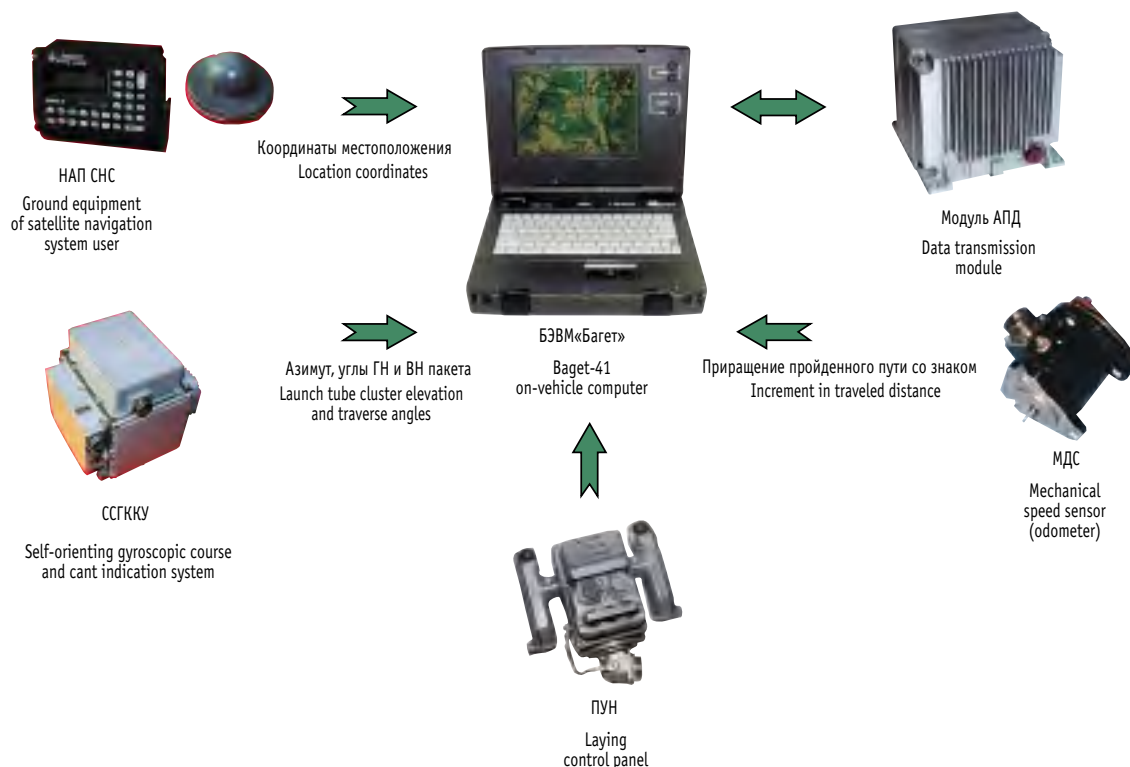 НАП СНС
Ground equipment
of satellite navigation
system user
Координаты местоположения
Location coordinates
Модуль АПД
Data transmission
module
БЭВМ«Багет»
Baget-41
on-vehicle computer
Азимут, углы ГН и ВН пакета
Launch tube cluster elevation
and traverse angles
Приращение пройденного пути со знаком
Increment in traveled distance
ССГККУ
Self-orienting gyroscopic course
and cant indication system
МДС
Mechanical
speed sensor
(odometer)
ПУН
Laying
control panel